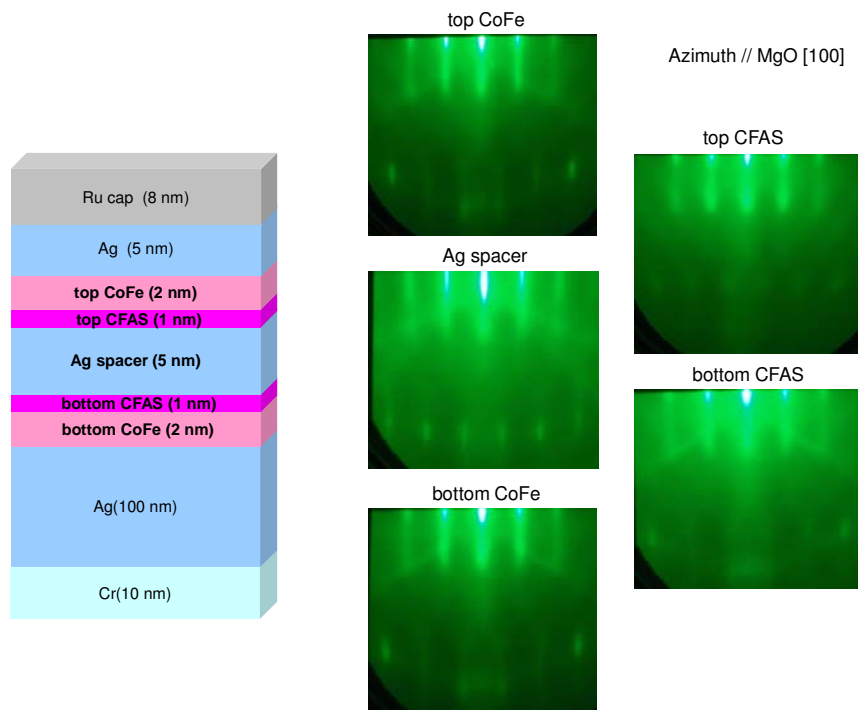 top CoFe
Azimuth // MgO [100]
top CFAS
Ru cap (8 nm)
Ag (5 nm)
Ag spacer
top CoFe (2 nm)
top CFAS (1 nm)
Ag spacer (5 nm)
bottom CFAS
bottom CFAS (1 nm)
bottom CoFe (2 nm)
bottom CoFe
Ag(100 nm)
Cr(10 nm)